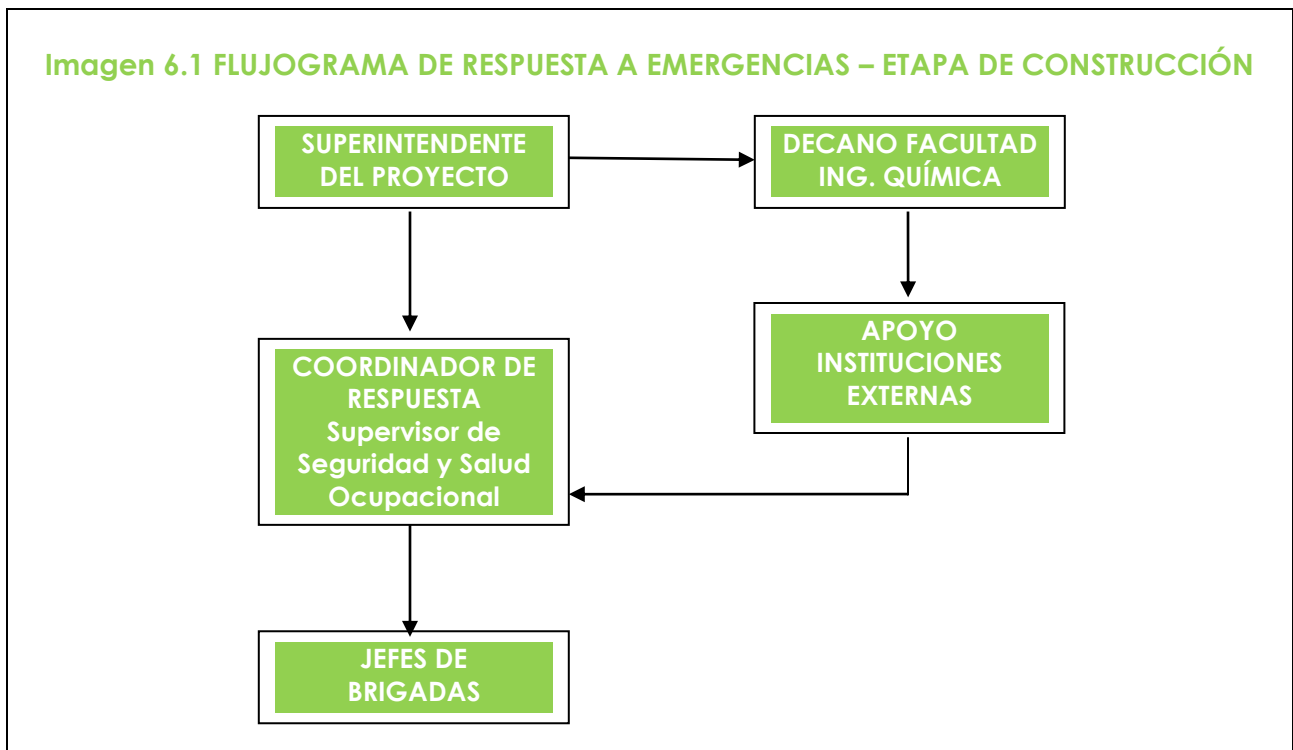 Imagen 6.1 FLUJOGRAMA DE RESPUESTA A EMERGENCIAS – ETAPA DE CONSTRUCCIÓN
SUPERINTENDENTE
DEL PROYECTO
DECANO FACULTAD
ING. QUÍMICA
APOYO
INSTITUCIONES
EXTERNAS
COORDINADOR DE
RESPUESTA
Supervisor de
Seguridad y Salud
Ocupacional
JEFES DE
BRIGADAS